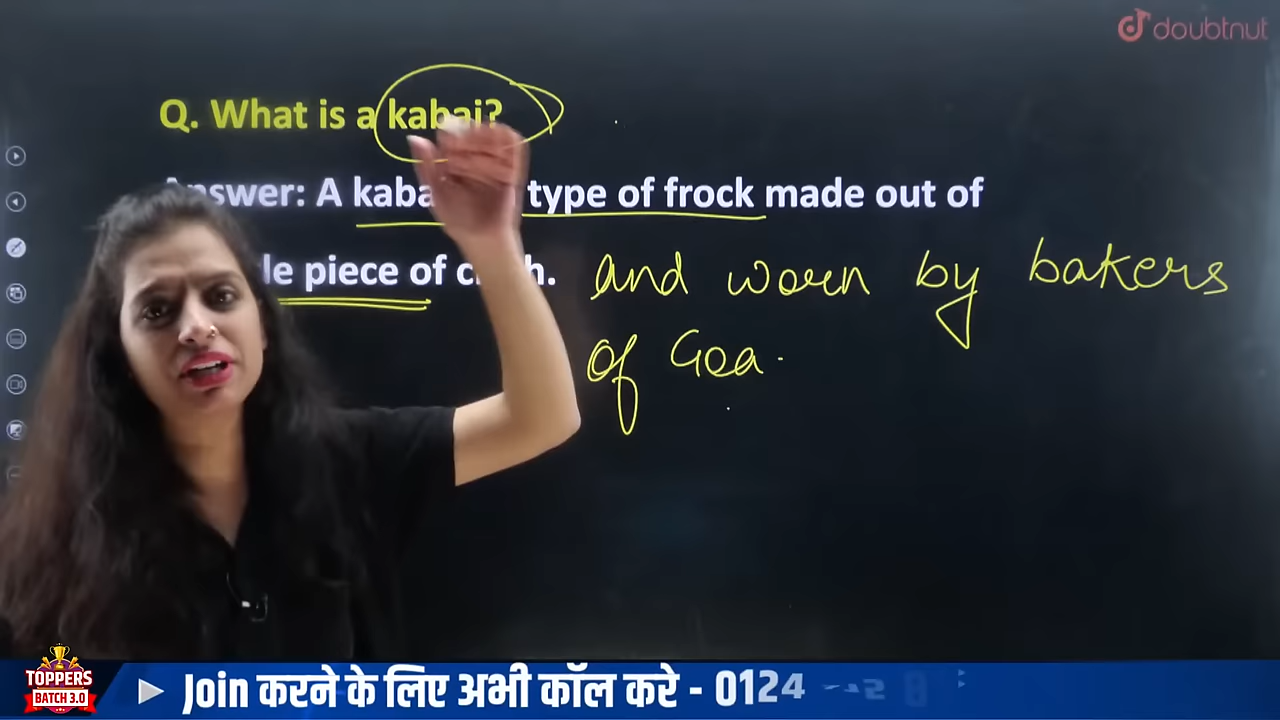 doubtnut
Q. What is a kabai?
Answer: A kaba type of frock made out of
le piece of cloth. and worn by bakers
of Goa.
TOPPERS
BATCH 3.0
Join करने के लिए अभी कॉल करे - 0124